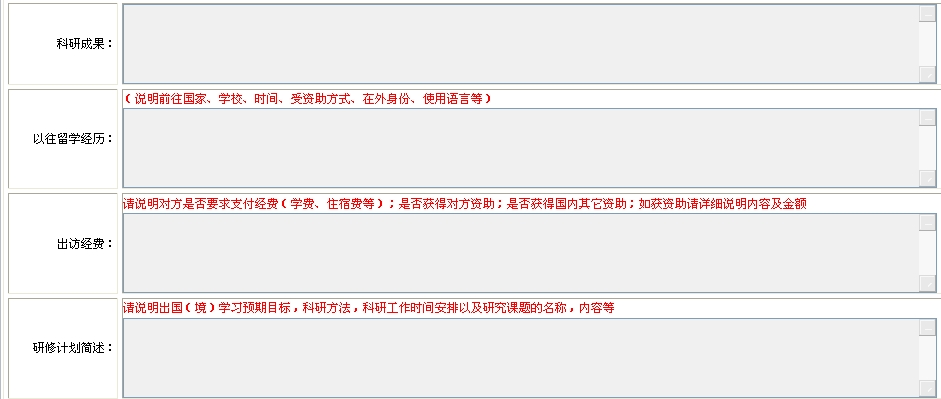 科研成果：
（说明前往国家、学校、时间、受资助方式、在外身份、使用语言等）
以往留学经历：
请说明对方是否要求支付经费（学费、住宿费等）；是否获得对方资助；是否获得国内其它资助；如获资助请详细说明内容及金额
出访经费：
请说明出国（境）学习预期目标，科研方法，科研工作时间安排以及研究课题的名称，内容等
研修计划简述：